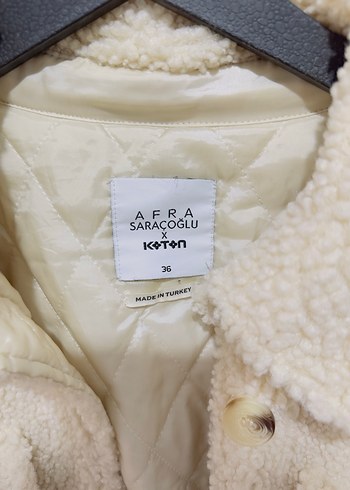 AFRA
SARAÇOĞLU
X
KOTON
36
MADE IN TURKEY